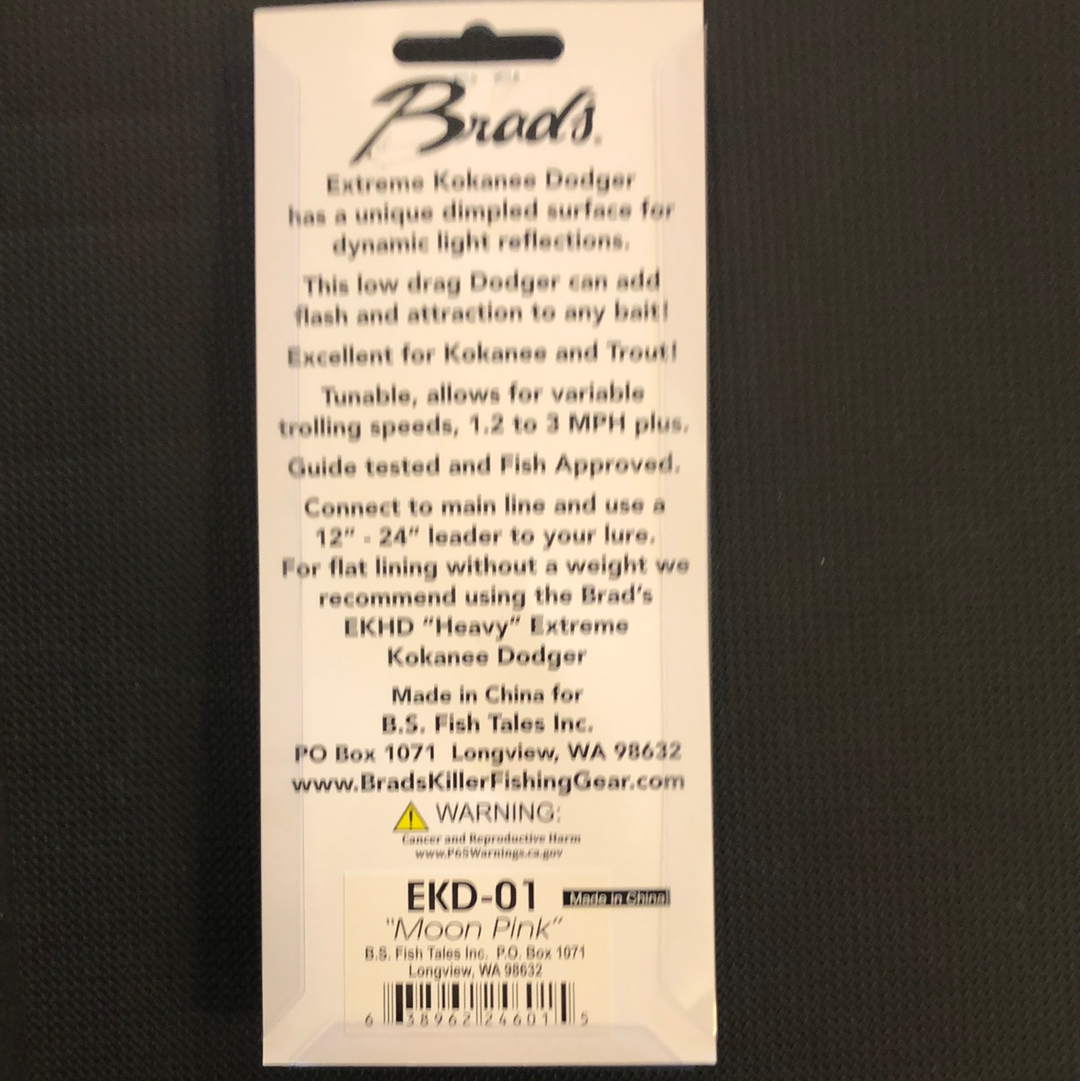 Brad's
Extreme Kokanee Dodger
has a unique dimpled surface for
dynamic light reflections.
This low drag Dodger can add
flash and attraction to any bait!
Excellent for Kokanee and Trout!
Tunable, allows for variable
trolling speeds, 1.2 to 3 MPH plus.
Guide tested and Fish Approved.
Connect to main line and use a
12" - 24" leader to your lure.
For flat lining without a weight we
recommend using the Brad's
EKHD "Heavy" Extreme
Kokanee Dodger
Made in China for
B.S. Fish Tales Inc.
PO Box 1071 Longview, WA 98632
www.BradsKillerFishingGear.com
WARNING:
Cancer and Reproductive Harm
www.P65Warnings.ca.gov
EKD-01 Made in China
"Moon Pink"
B.S. Fish Tales Inc. P.O. Box 1071
Longview, WA 98632
6 38962 24601 5